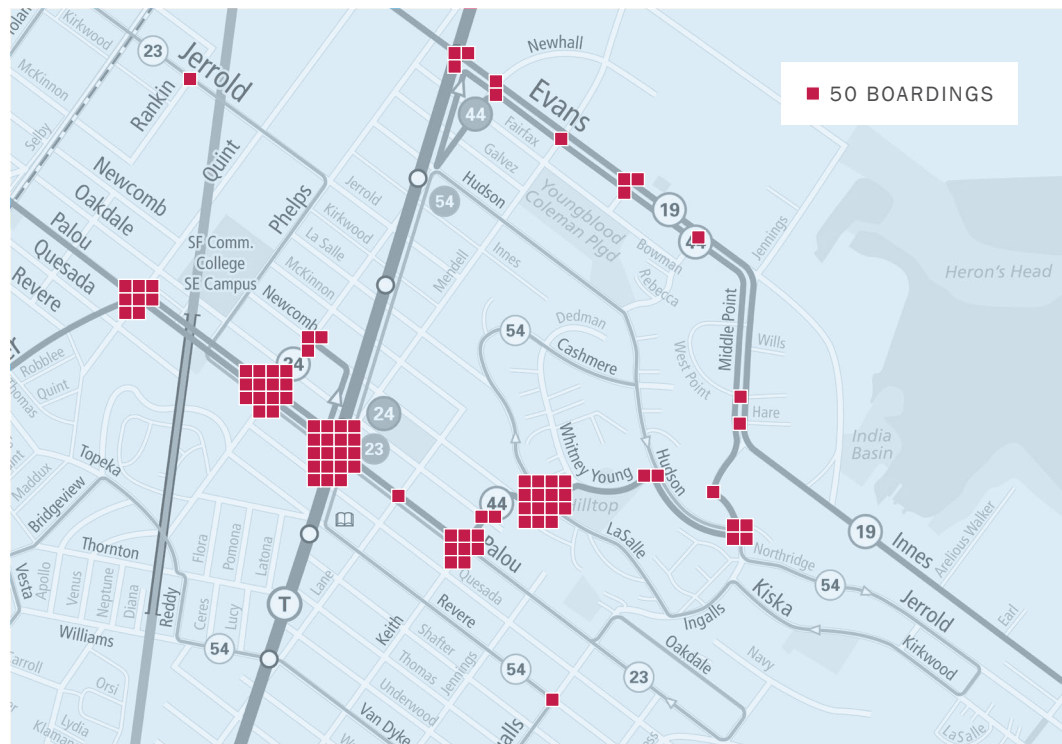 Kirkwood
23
Jerrold
McKinnon
Rankin
Selby
Quint
Newcomb
Oakdale
Palou
Quesada
Revere
Phelps
SF Comm.
College
SE Campus
Newhall
Evans
44
Fairfax
Galvez
50 BOARDINGS
Jerrold
Kirkwood
La Salle
McKinnon
Newcomb
Hudson
54
Mendell
Innes
Youngblood
Coleman Plgd
19
44
Bowman
Rebecca
Jennings
Heron's Head
Middle Point
West Point
Wills
Hare
India
Basin
Dedman
54
Cashmere
Whitney Young
Hudson
Hilltop
LaSalle
44
24
24
23
Palou
Robblee
Quint
Thomas
Maddux
Topeka
Bridgeview
Thornton
Vesta
Apollo
Venus
Neptune
Diana
Reddy
Flora
Pomona
Latona
Ceres
Lucy
Williams
54
T
Lane
Keith
Quesada
Revere
Shafter
Thomas
Underwood
Jennings
54
Van Dyke
23
Oakdale
Ingalls
Navy
Kiska
Northridge
54
Jerrold
Kirkwood
19
Innes
Arelious Walker
Earl
LaSalle
Carroll
Orsi
Lydia